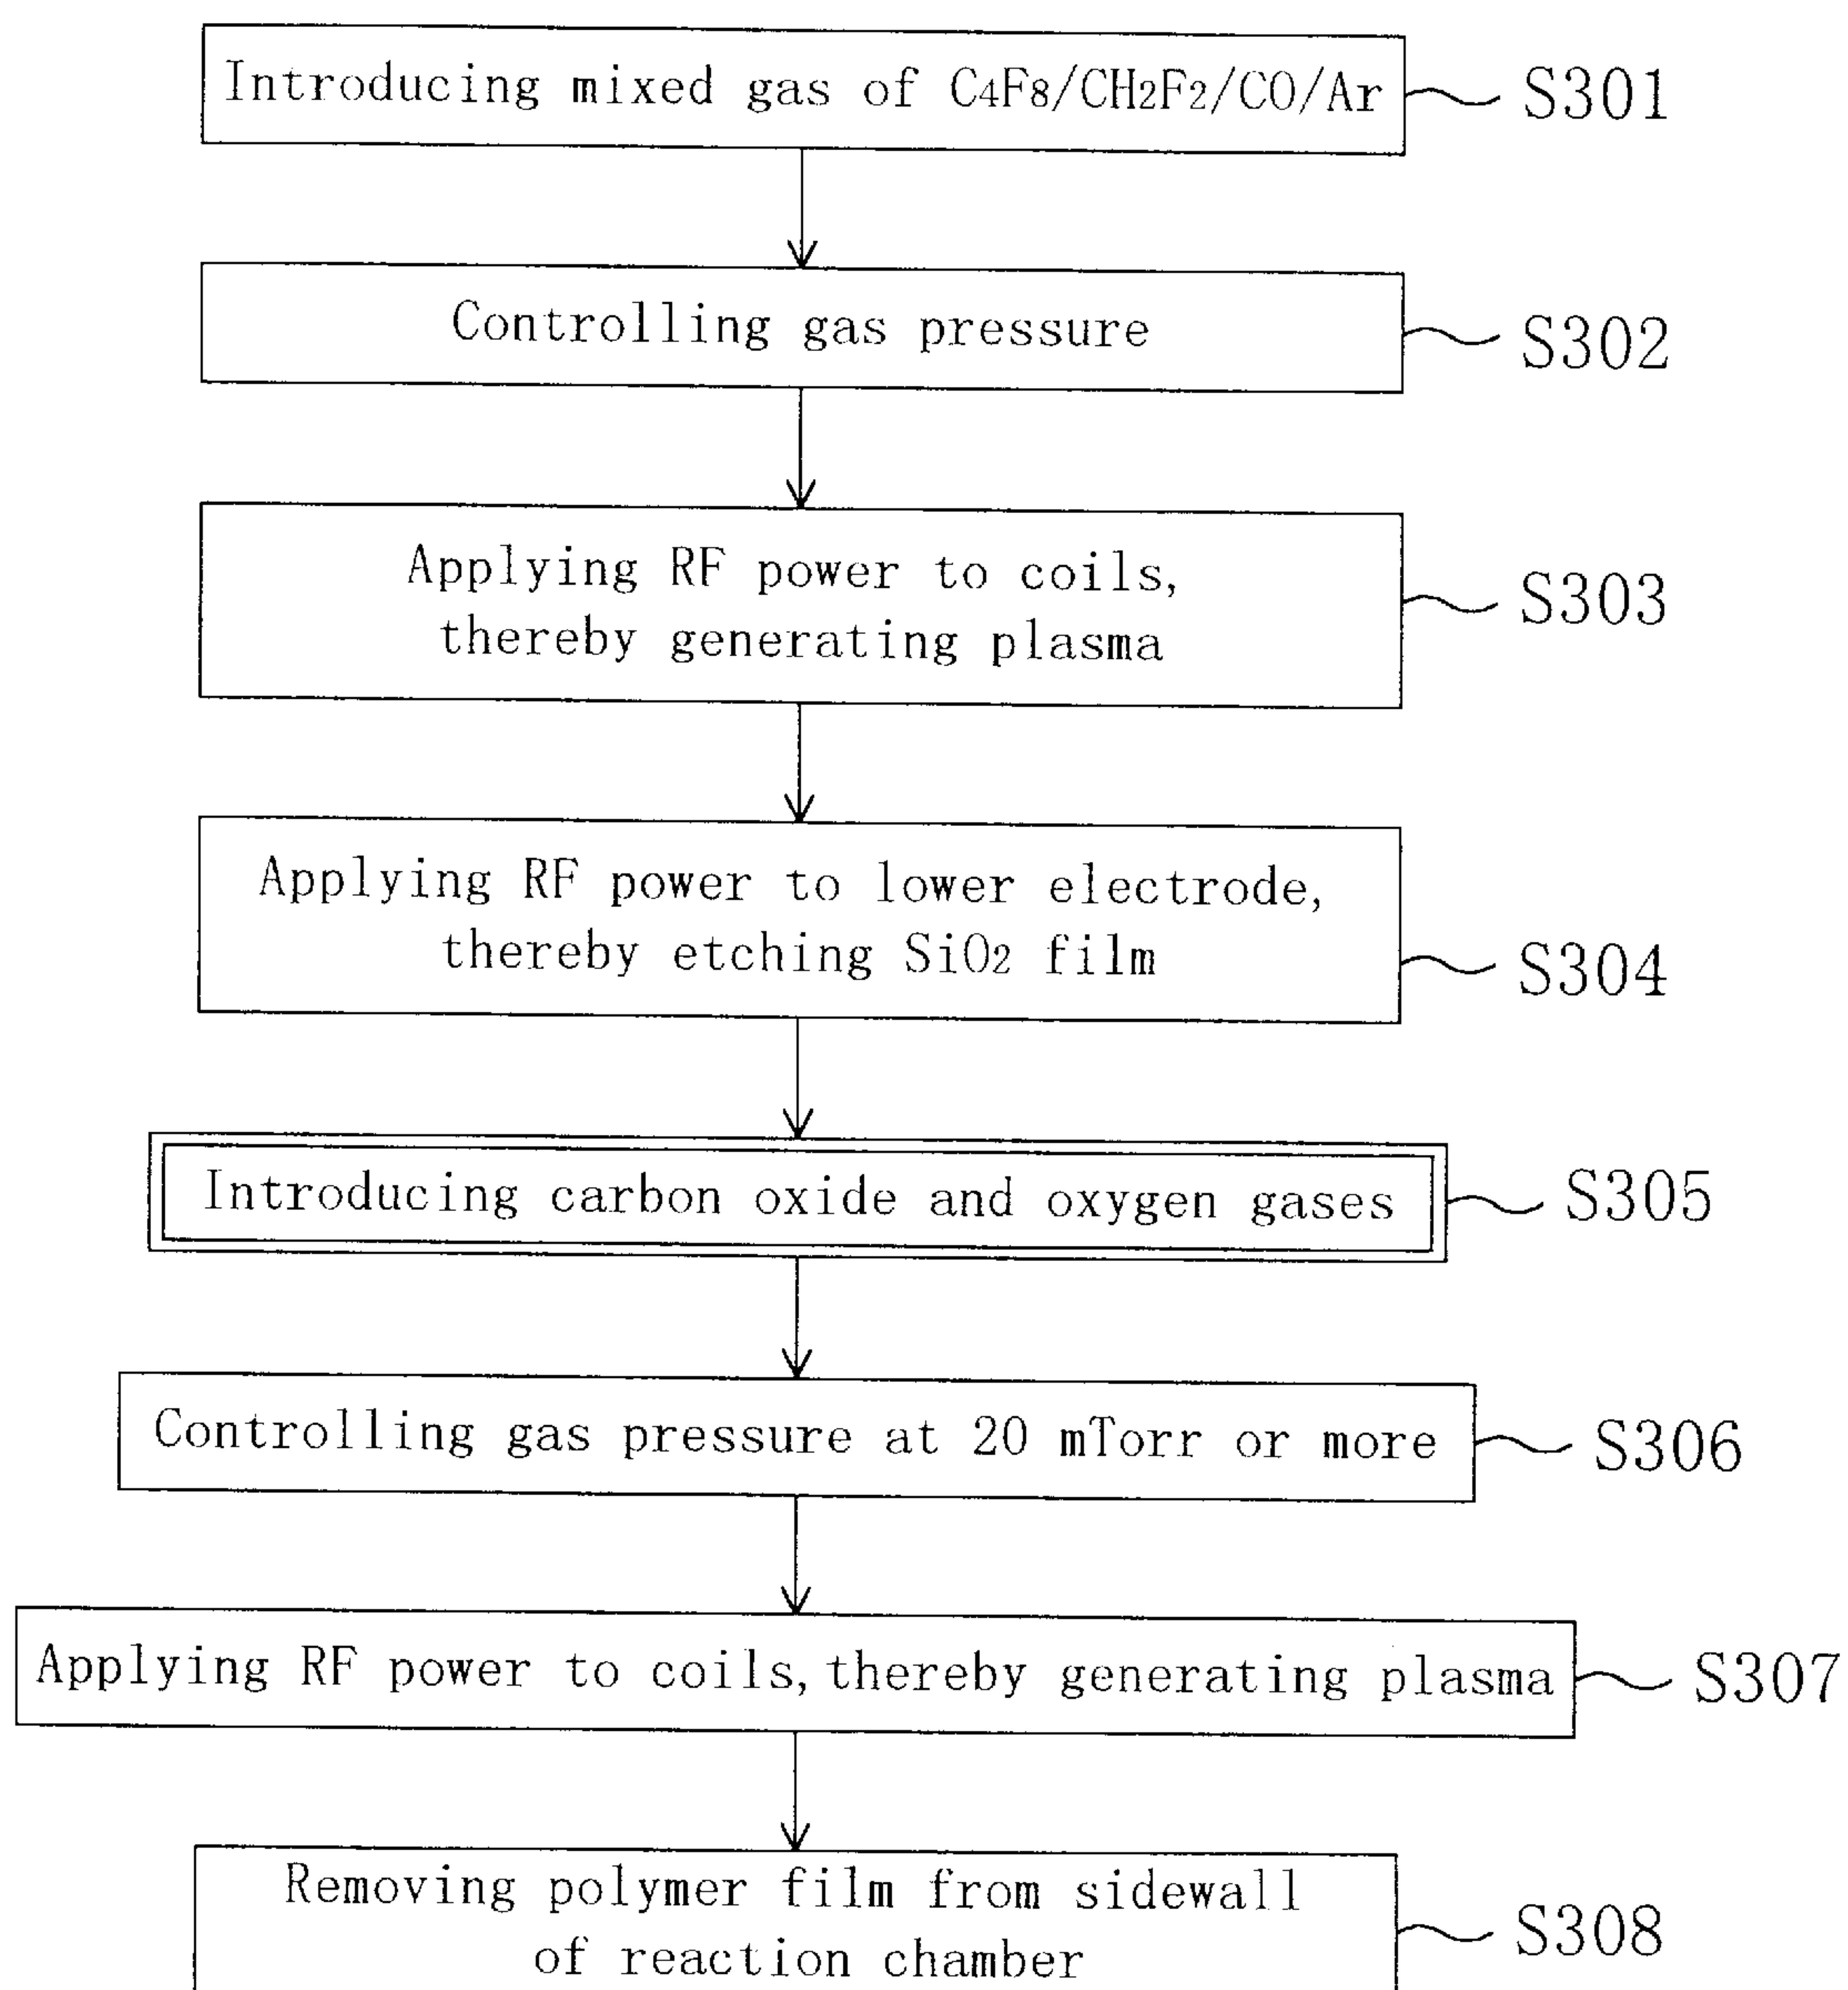 Introducing mixed gas of C4F8/CH2F2/CO/Ar S301
Controlling gas pressure S302
Applying RF power to coils,
thereby generating plasma
S303
Applying RF power to lower electrode,
thereby etching SiO2 film
S304
Introducing carbon oxide and oxygen gases S305
Controlling gas pressure at 20 mTorr or more S306
Applying RF power to coils, thereby generating plasma S307
Removing polymer film from sidewall
of reaction chamber
S308